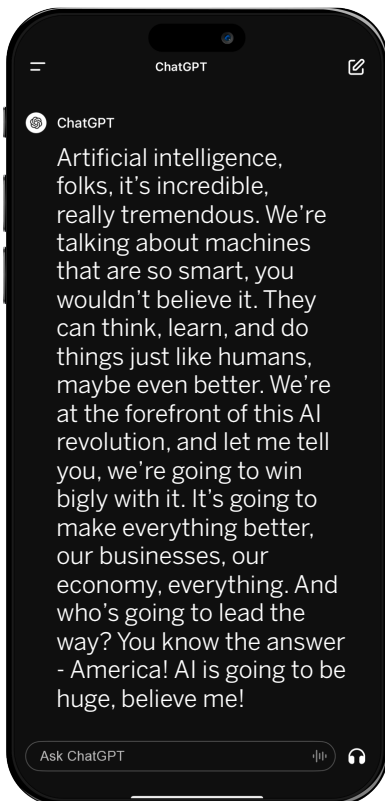 ChatGPT
ChatGPT
Artificial intelligence,
folks, it’s incredible,
really tremendous. We’re
talking about machines
that are so smart, you
wouldn’t believe it. They
can think, learn, and do
things just like humans,
maybe even better. We’re
at the forefront of this AI
revolution, and let me tell
you, we’re going to win
bigly with it. It’s going to
make everything better,
our businesses, our
economy, everything. And
who’s going to lead the
way? You know the answer
- America! AI is going to be
huge, believe me!
Ask ChatGPT